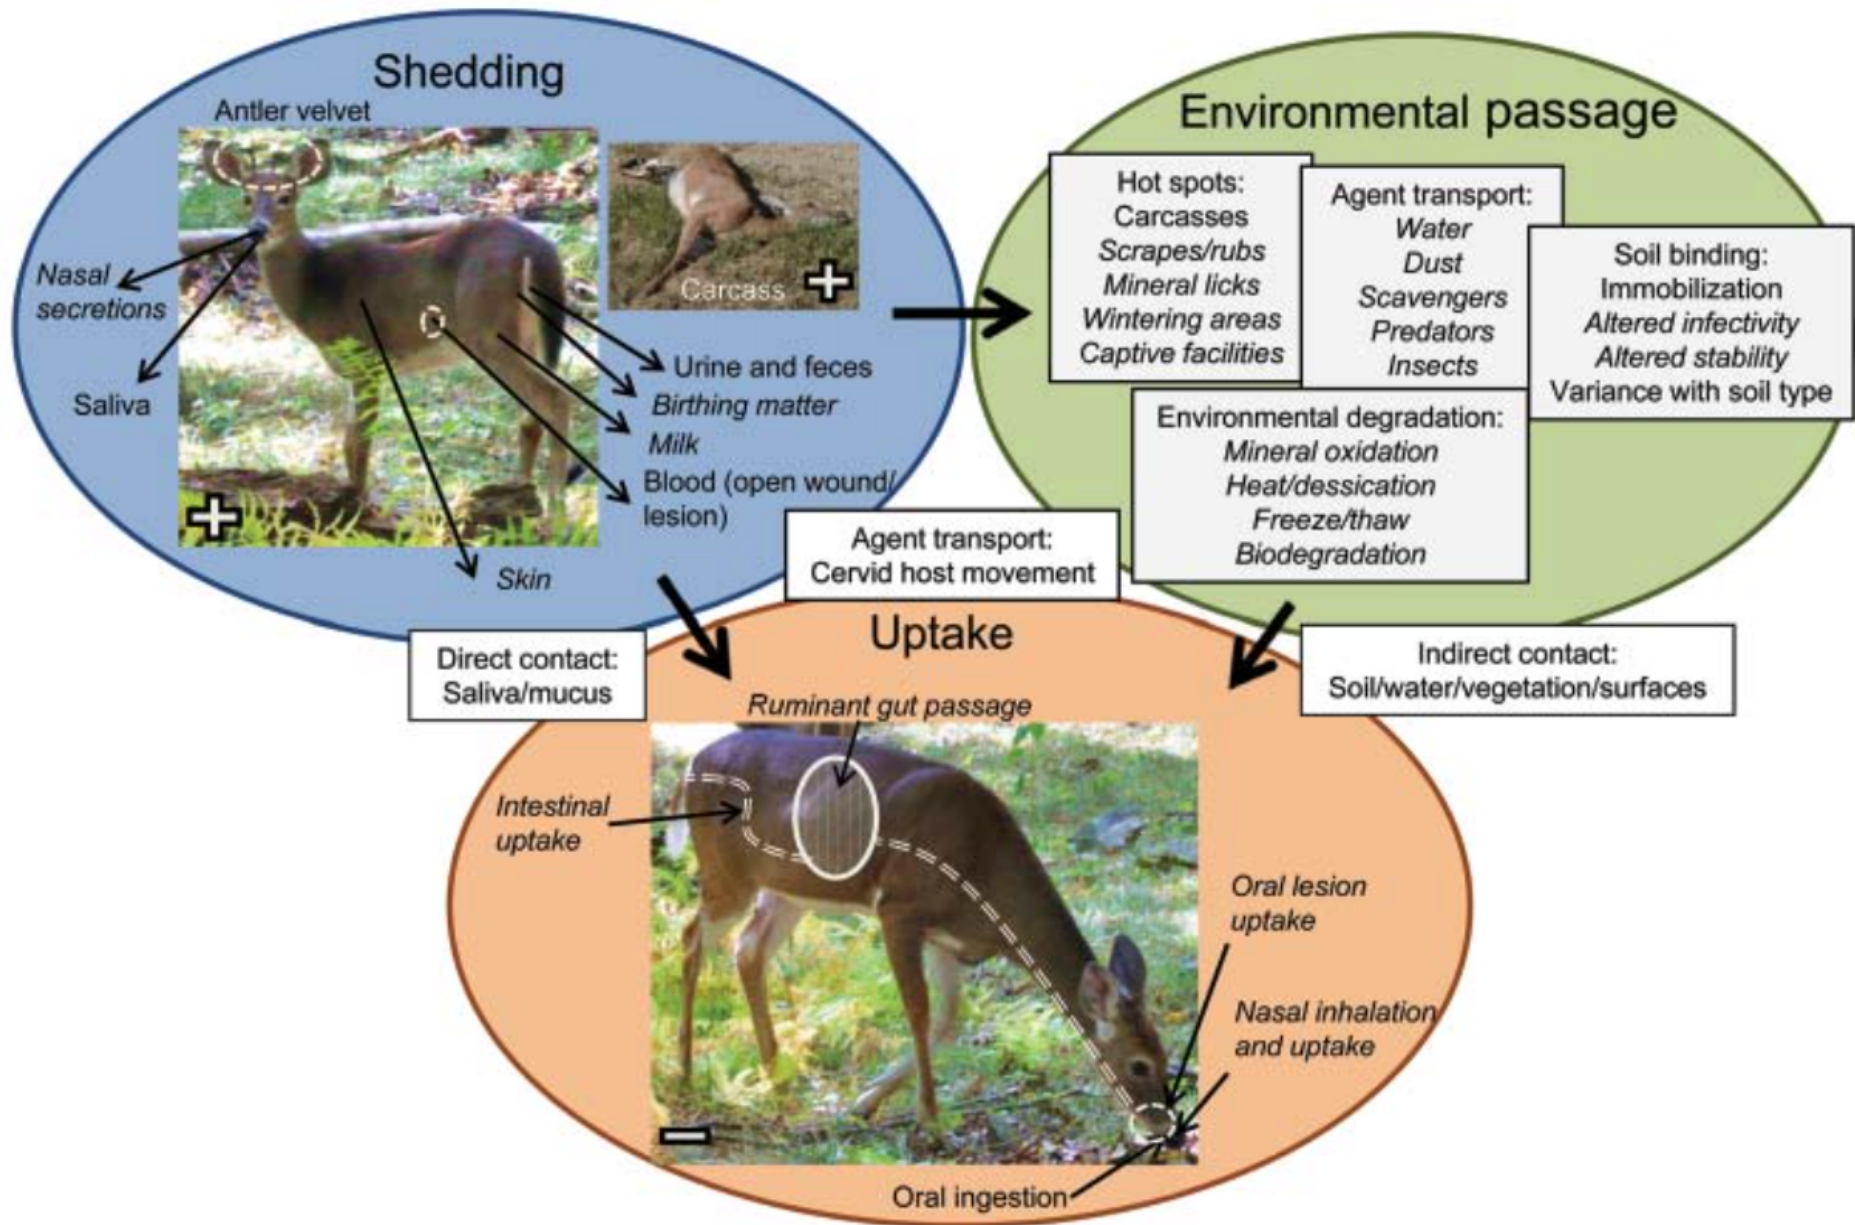 Shedding
Antler velvet
Nasal
secretions
Saliva
Carcass
Urine and feces
Birthing matter
Milk
Blood (open wound/
lesion)
Skin
Environmental passage
Hot spots:
Carcasses
Scrapes/rubs
Mineral licks
Wintering areas
Captive facilities
Agent transport:
Water
Dust
Scavengers
Predators
Insects
Soil binding:
Immobilization
Altered infectivity
Altered stability
Variance with soil type
Environmental degradation:
Mineral oxidation
Heat/dessication
Freeze/thaw
Biodegradation
Agent transport:
Cervid host movement
Direct contact:
Saliva/mucus
Indirect contact:
Soil/water/vegetation/surfaces
Uptake
Ruminant gut passage
Intestinal
uptake
Oral lesion
uptake
Nasal inhalation
and uptake
Oral ingestion